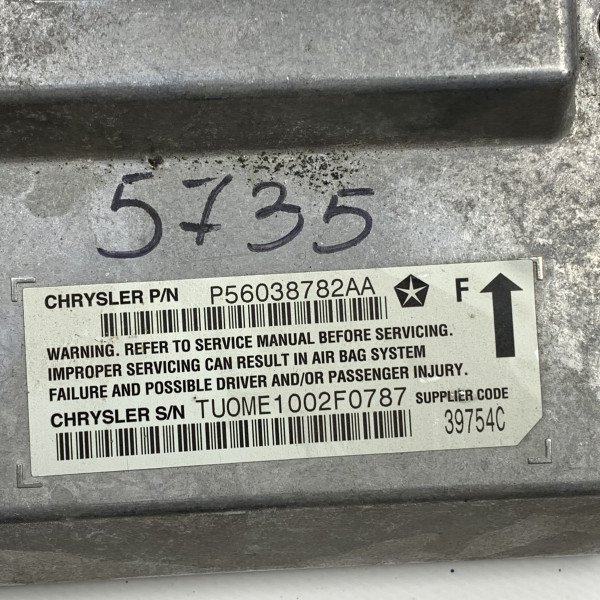 5735
CHRYSLER P/N P56038782AA F
WARNING. REFER TO SERVICE MANUAL BEFORE SERVICING.
IMPROPER SERVICING CAN RESULT IN AIR BAG SYSTEM
FAILURE AND POSSIBLE DRIVER AND/OR PASSENGER INJURY.
CHRYSLER S/N TUOME1002F0787 SUPPLIER CODE
39754C